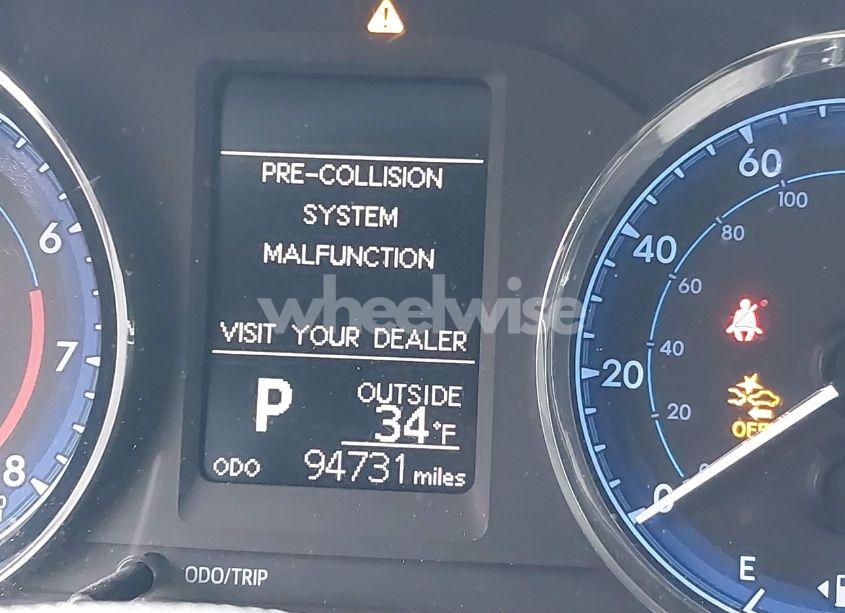 PRE-COLLISION
SYSTEM
MALFUNCTION
wheelwise
VISIT YOUR DEALER
P
OUTSIDE
34°F
ODO 94731 miles
ODO/TRIP
6
7
8
60
100
40
80
60
20
40
20
0
0
OFF
E